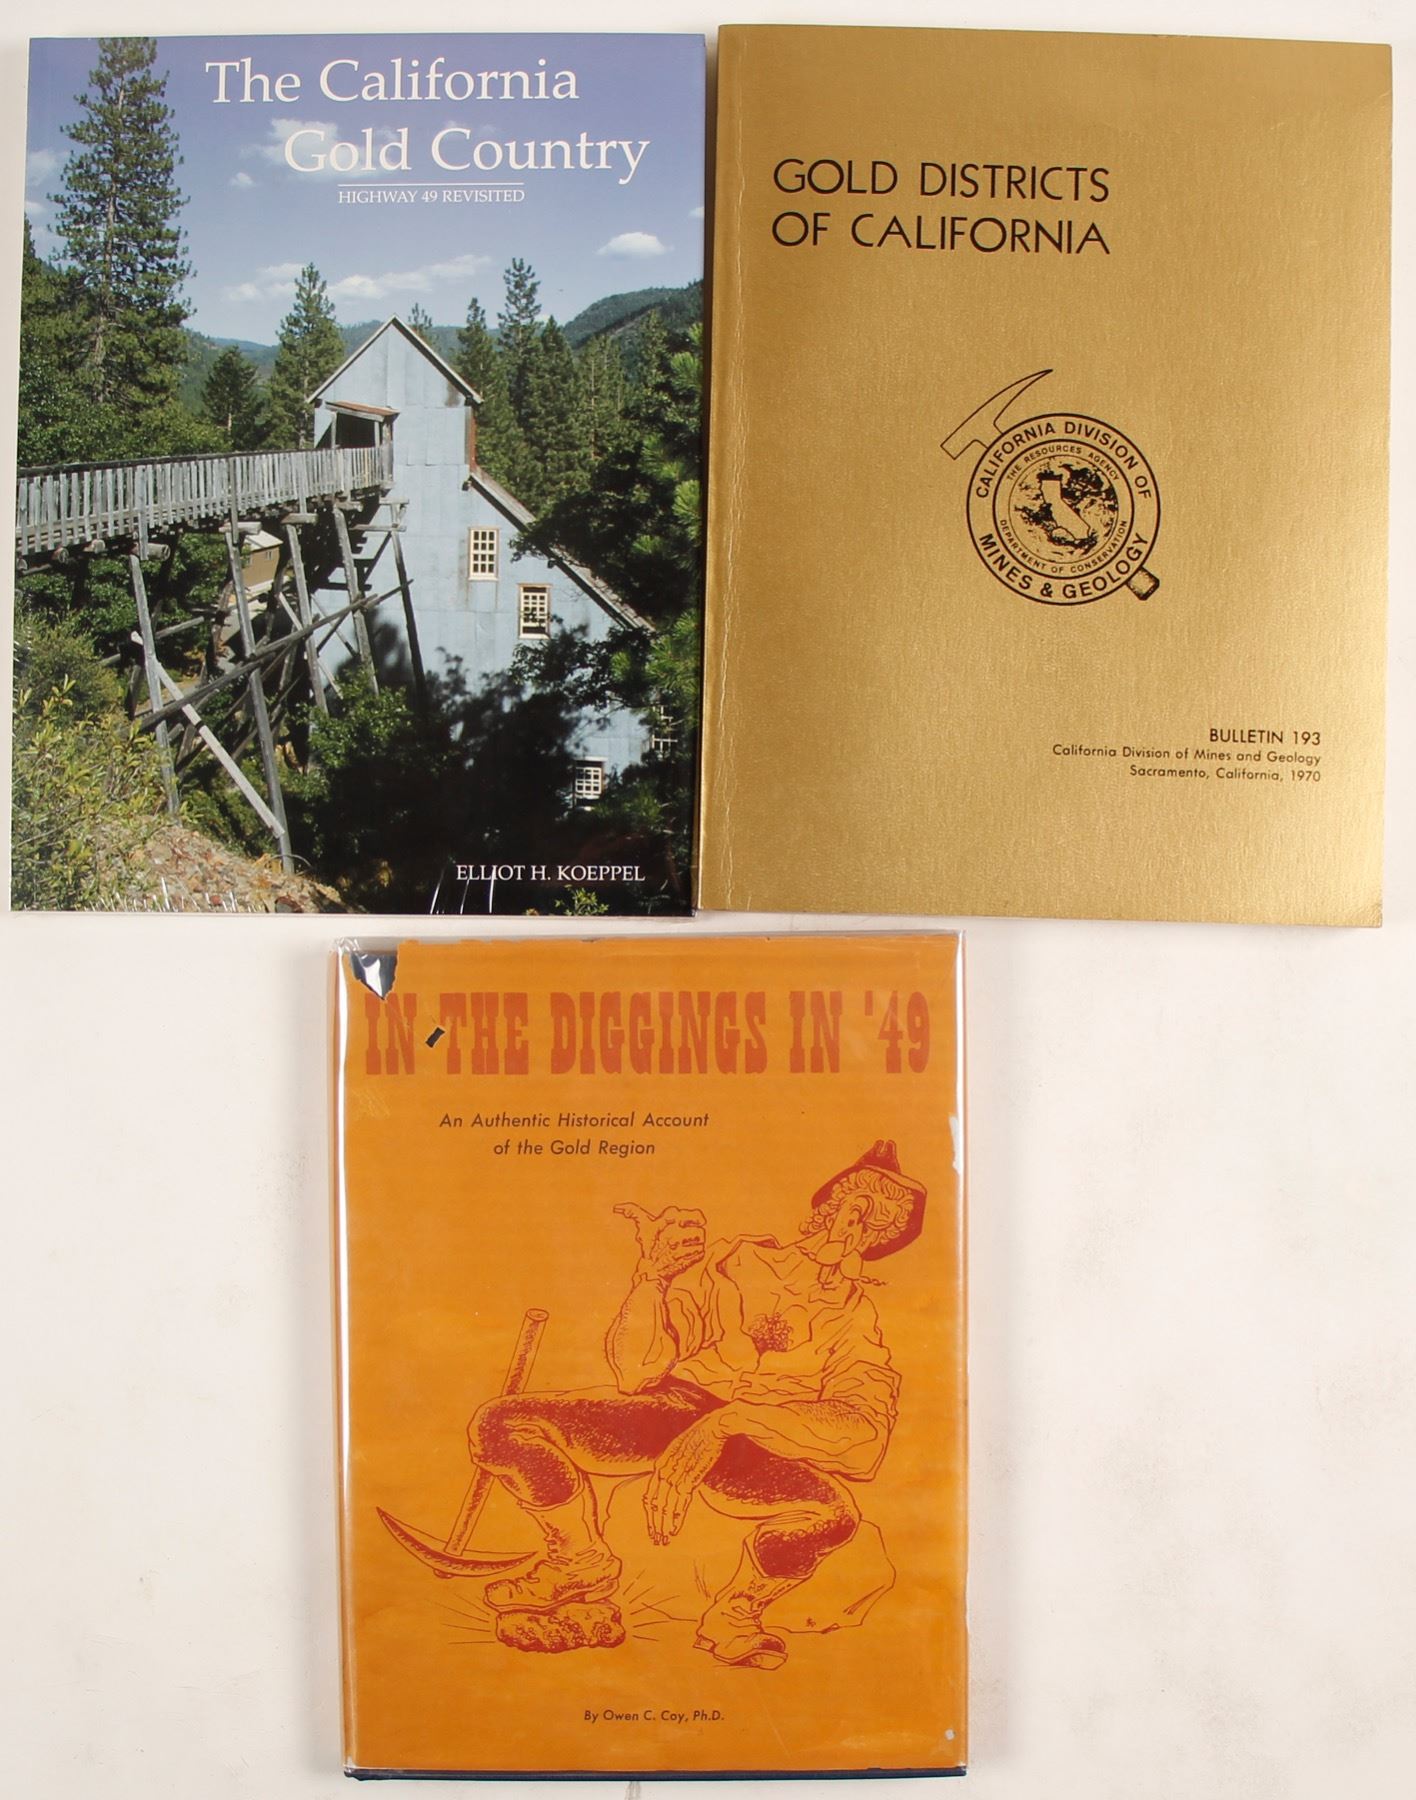 The California
Gold Country
HIGHWAY 49 REVISITED
ELLIOT H. KOEPPEL
GOLD DISTRICTS
OF CALIFORNIA
CALIFORNIA DIVISION OF
MINES & GEOLOGY
THE RESOURCES AGENCY
DEPARTMENT OF CONSERVATION
BULLETIN 193
California Division of Mines and Geology
Sacramento, California, 1970
IN THE DIGGINGS IN '49
An Authentic Historical Account
of the Gold Region
By Owen C. Coy, Ph.D.